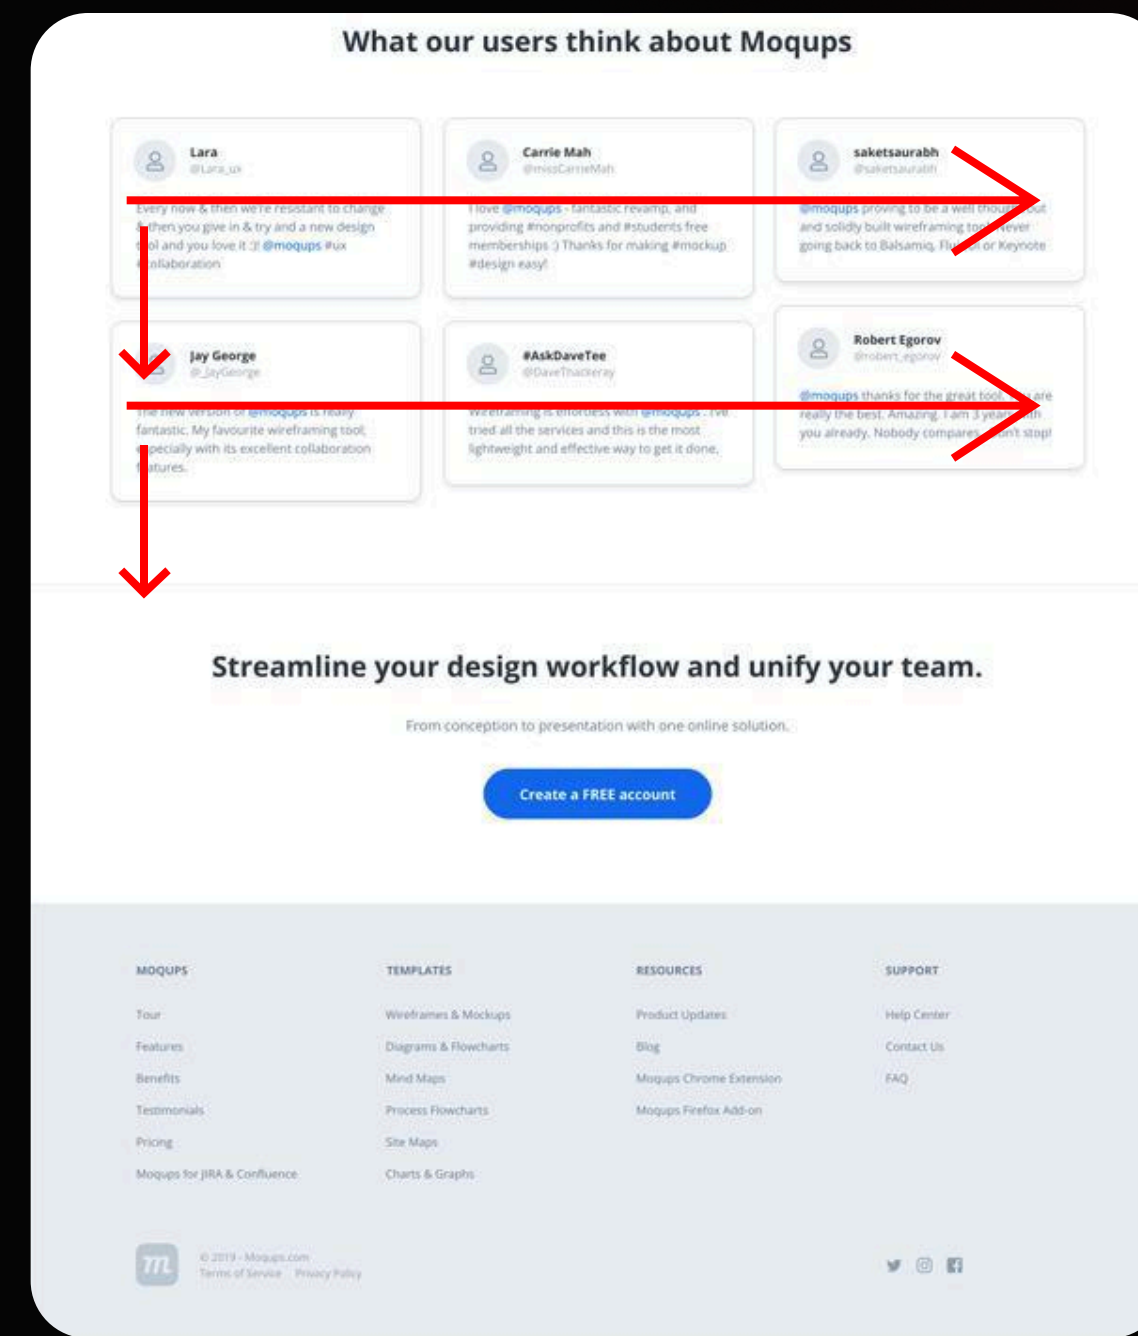 What our users think about Moqups
Lara
@Lara_ux
Every now & then we're resistant to change
& then you give in & try and a new design
tool and you love it :)! @moqups #ux
#collaboration
Carrie Mah
@missCarrieMah
I love @moqups - fantastic revamp, and
providing #nonprofits and #students free
memberships :) Thanks for making #mockup
#design easy!
saketsaurabh
@saketsaurabh
@moqups proving to be a well thought out
and solidly built wireframing tool. Never
going back to Balsamiq, or Keynote
Jay George
@_JayGeorge
The new version of @moqups is really
fantastic. My favourite wireframing tool,
especially with its excellent collaboration
features.
#AskDaveTee
@DaveThackeray
Wireframing is effortless with @moqups . I've
tried all the services and this is the most
lightweight and effective way to get it done.
Robert Egorov
@robert_egorov
@moqups thanks for the great tool. You are
really the best. Amazing. I am 3 years with
you already. Nobody compares. Don't stop!
Streamline your design workflow and unify your team.
From conception to presentation with one online solution.
Create a FREE account
MOQUPS
Tour
Features
Benefits
Testimonials
Pricing
Moqups for JIRA & Confluence
TEMPLATES
Wireframes & Mockups
Diagrams & Flowcharts
Mind Maps
Process Flowcharts
Site Maps
Charts & Graphs
RESOURCES
Product Updates
Blog
Moqups Chrome Extension
Moqups Firefox Add-on
SUPPORT
Help Center
Contact Us
FAQ
m
© 2019 - Moqups.com
Terms of Service Privacy Policy